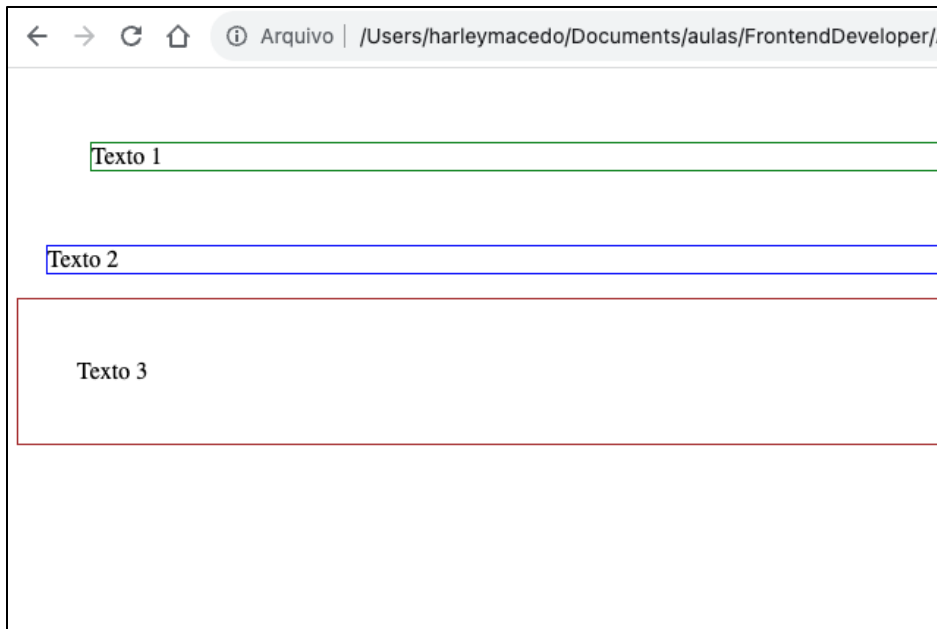 Arquivo | /Users/harleymacedo/Documents/aulas/FrontendDeveloper/
Texto 1
Texto 2
Texto 3